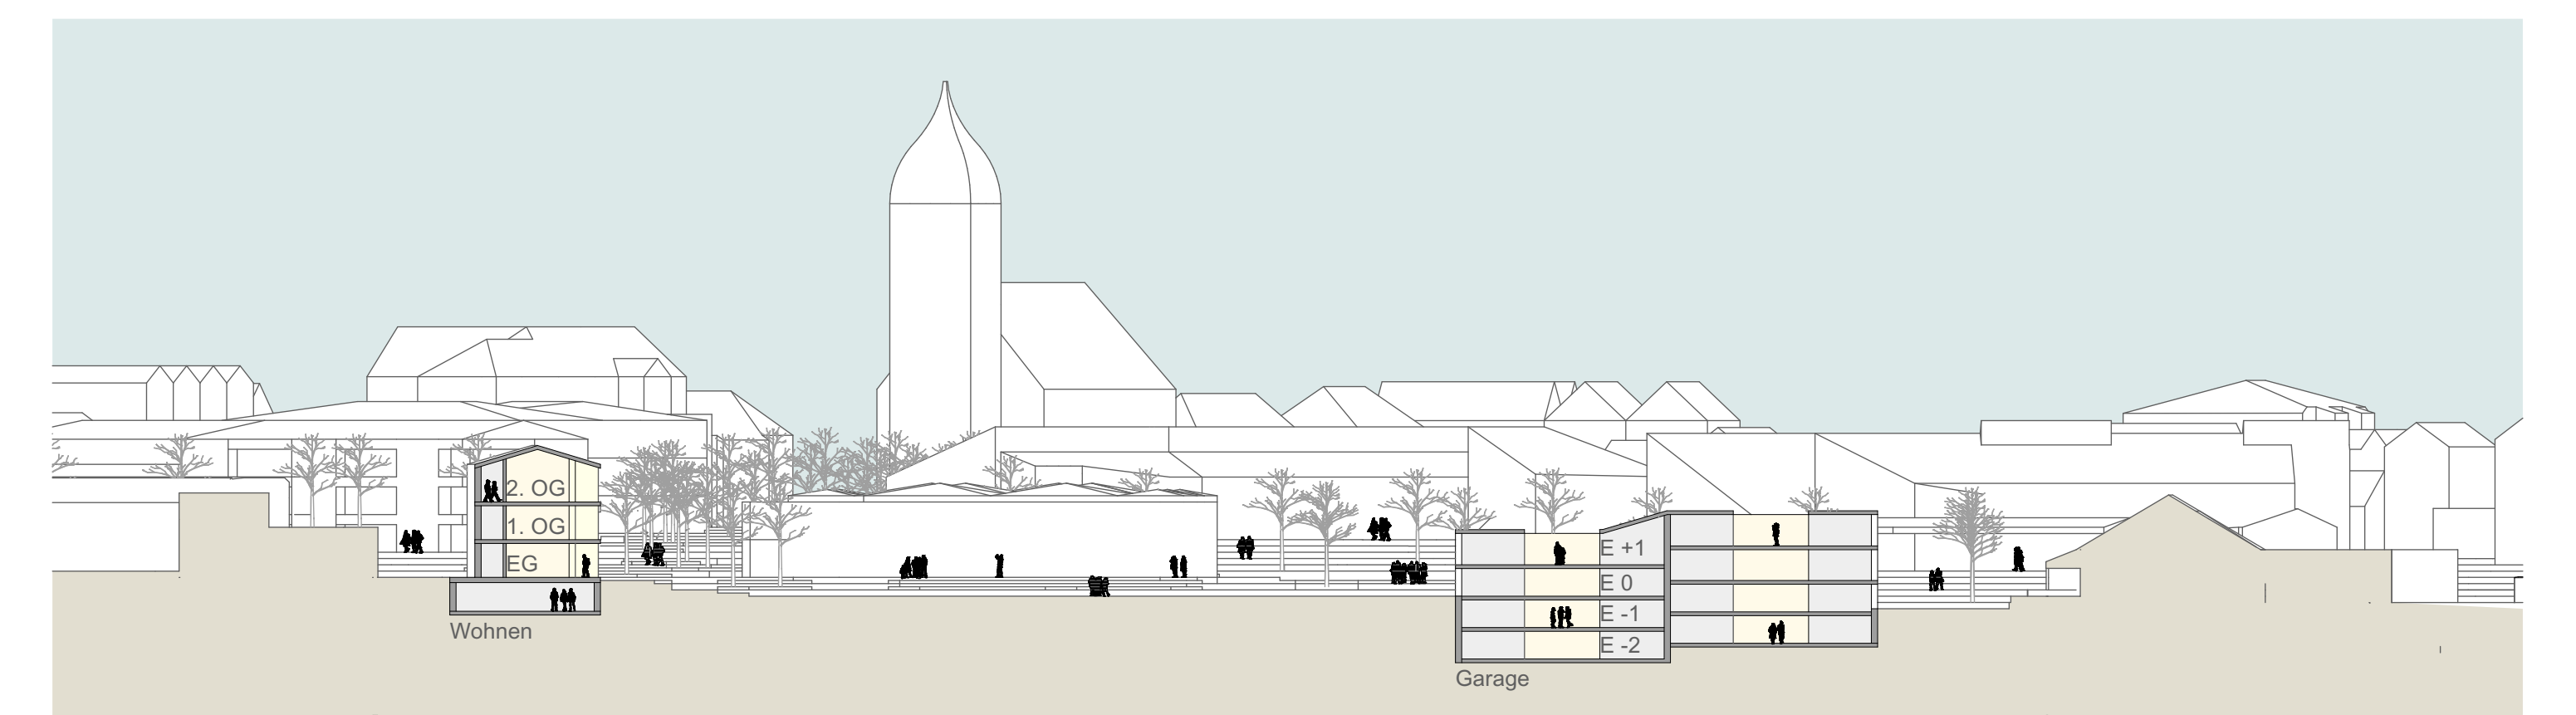 2. OG
1. OG
EG
Wohnen
E +1
E 0
E -1
E -2
Garage